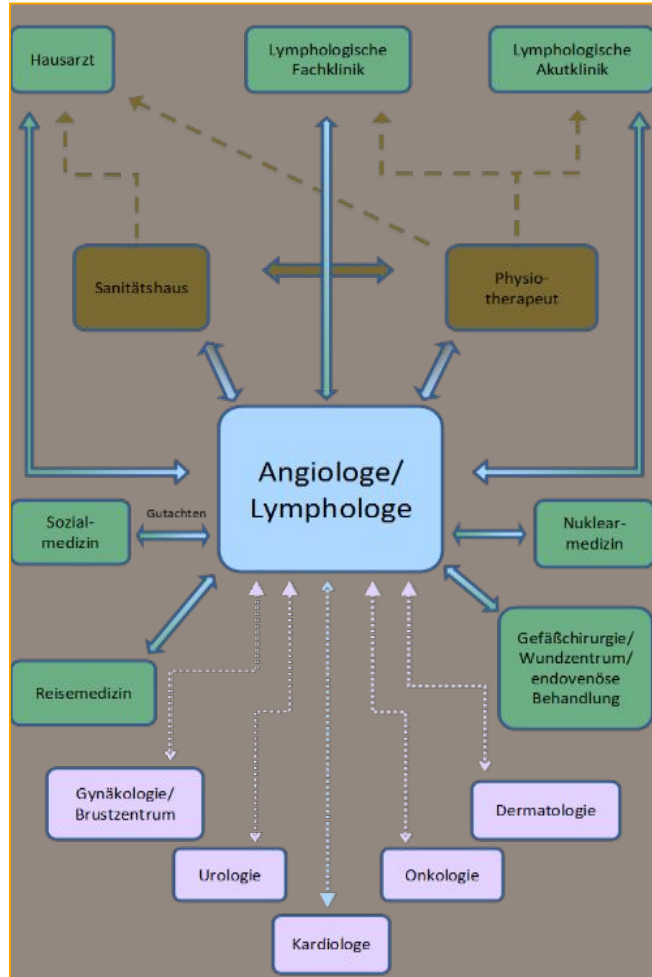 Hausarzt
Lymphologische
Fachklinik
Lymphologische
Akutklinik
Sanitätshaus
Physio-
therapeut
Angiologe/
Lymphologe
Sozial-
medizin
Gutachten
Nuklear-
medizin
Reisemedizin
Gefäßchirurgie/
Wundzentrum/
endovenöse
Behandlung
Gynäkologie/
Brustzentrum
Dermatologie
Urologie
Onkologie
Kardiologe